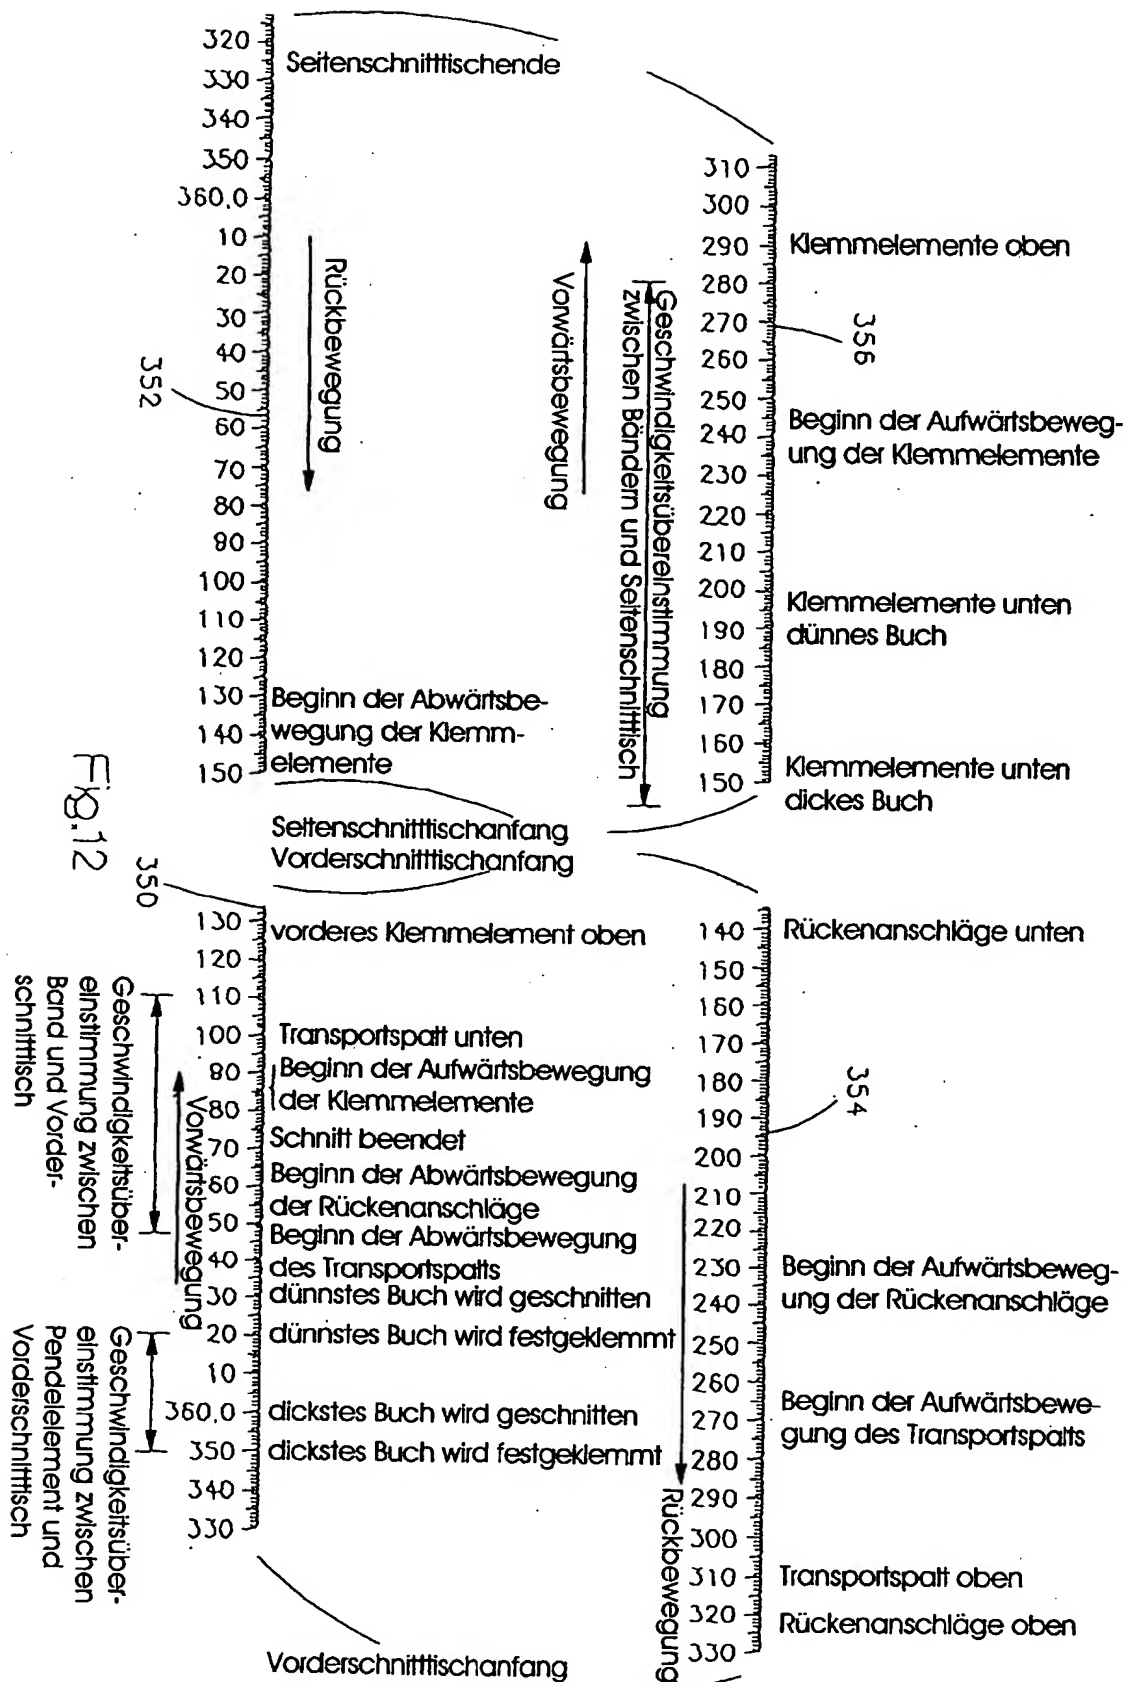 320
330
340
350
360,0
10
20
30
40
50
60
70
80
90
100
110
120
130
140
150
Seitenschnitttischende
Rückbewegung
352
Beginn der Abwärtsbe-
wegung der Klemm-
elemente
Vorwärtsbewegung
Geschwindigkeitsübereinstimmung
zwischen Bändern und Seitenschnitttisch
310
300
290
280
270
260
250
240
230
220
210
200
190
180
170
160
150
Klemmelemente oben
356
Beginn der Aufwärtsbeweg-
ung der Klemmelemente
Klemmelemente unten
dünnes Buch
Klemmelemente unten
dickes Buch
Seitenschnitttischanfang
Vorderschnitttischanfang
Fig.12
350
130
120
110
100
90
80
70
60
50
40
30
20
10
360,0
350
340
330
vorderes Klemmelement oben
Transportspalt unten
Beginn der Aufwärtsbewegung
der Klemmelemente
Schnitt beendet
Beginn der Abwärtsbewegung
der Rückenanschläge
Beginn der Abwärtsbewegung
des Transportspalts
dünnstes Buch wird geschnitten
dünnstes Buch wird festgeklemmt
dickstes Buch wird geschnitten
dickstes Buch wird festgeklemmt
Geschwindigkeitsüber-
einstimmung zwischen
Band und Vorder-
schnitttisch
Vorwärtsbewegung
Geschwindigkeitsüber-
einstimmung zwischen
Pendelelement und
Vorderschnitttisch
140
150
160
170
180
190
200
210
220
230
240
250
260
270
280
290
300
310
320
330
Rückenanschläge unten
354
Beginn der Aufwärtsbeweg-
ung der Rückenanschläge
Beginn der Aufwärtsbewe-
gung des Transportspalts
Rückbewegung
Transportspalt oben
Rückenanschläge oben
Vorderschnitttischanfang